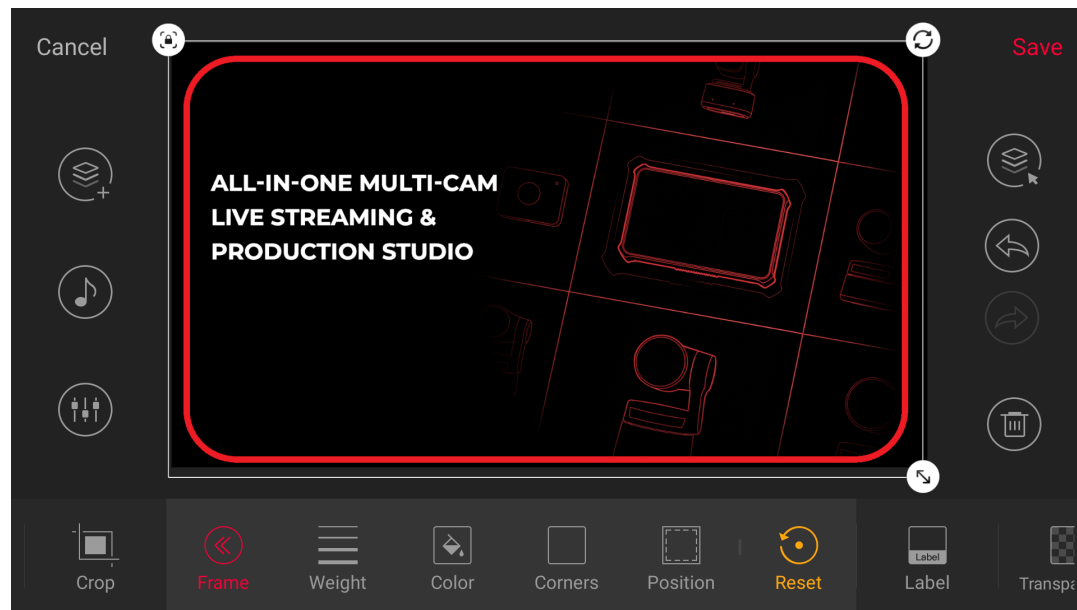 Cancel
Save
ALL-IN-ONE MULTI-CAM
LIVE STREAMING &
PRODUCTION STUDIO
Crop
Frame
Weight
Color
Corners
Position
Reset
Label
Label
Transpa